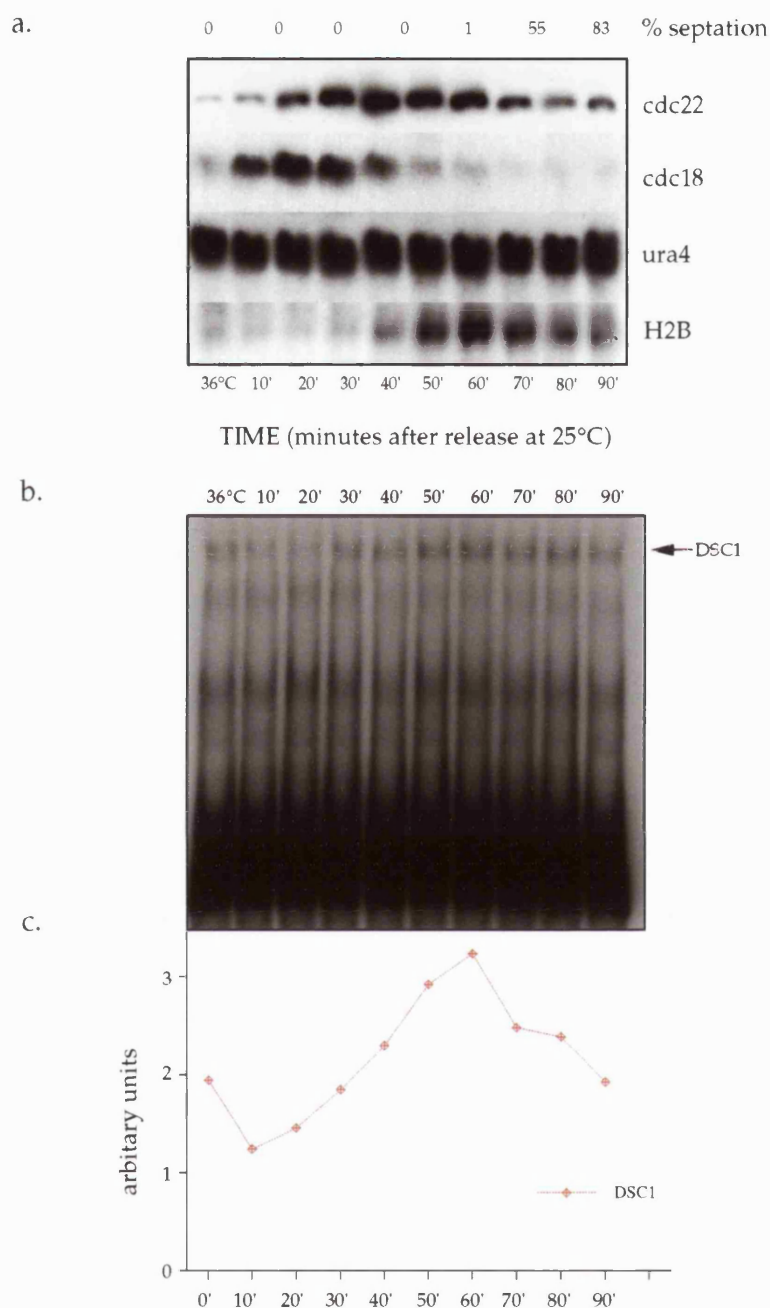 a.
0 0 0 0 1 55 83 % septation
cdc22
cdc18
ura4
H2B
36°C 10' 20' 30' 40' 50' 60' 70' 80' 90'
TIME (minutes after release at 25°C)
b.
36°C 10' 20' 30' 40' 50' 60' 70' 80' 90'
DSC1
c.
3
2
1
0
arbitary units
DSC1
0' 10' 20' 30' 40' 50' 60' 70' 80' 90'